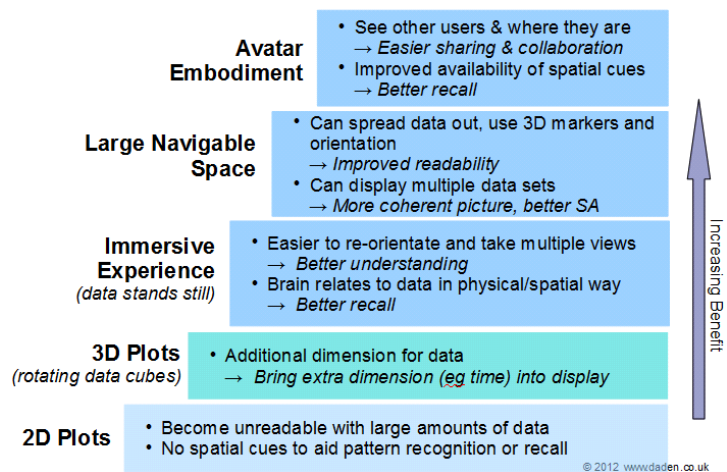 Avatar
Embodiment
• See other users & where they are
→ Easier sharing & collaboration
• Improved availability of spatial cues
→ Better recall
Large Navigable
Space
• Can spread data out, use 3D markers and
orientation
→ Improved readability
• Can display multiple data sets
→ More coherent picture, better SA
Immersive
Experience
(data stands still)
• Easier to re-orientate and take multiple views
→ Better understanding
• Brain relates to data in physical/spatial way
→ Better recall
3D Plots
(rotating data cubes)
• Additional dimension for data
→ Bring extra dimension (eg time) into display
2D Plots
• Become unreadable with large amounts of data
• No spatial cues to aid pattern recognition or recall
Increasing Benefit
© 2012 www.daden.co.uk